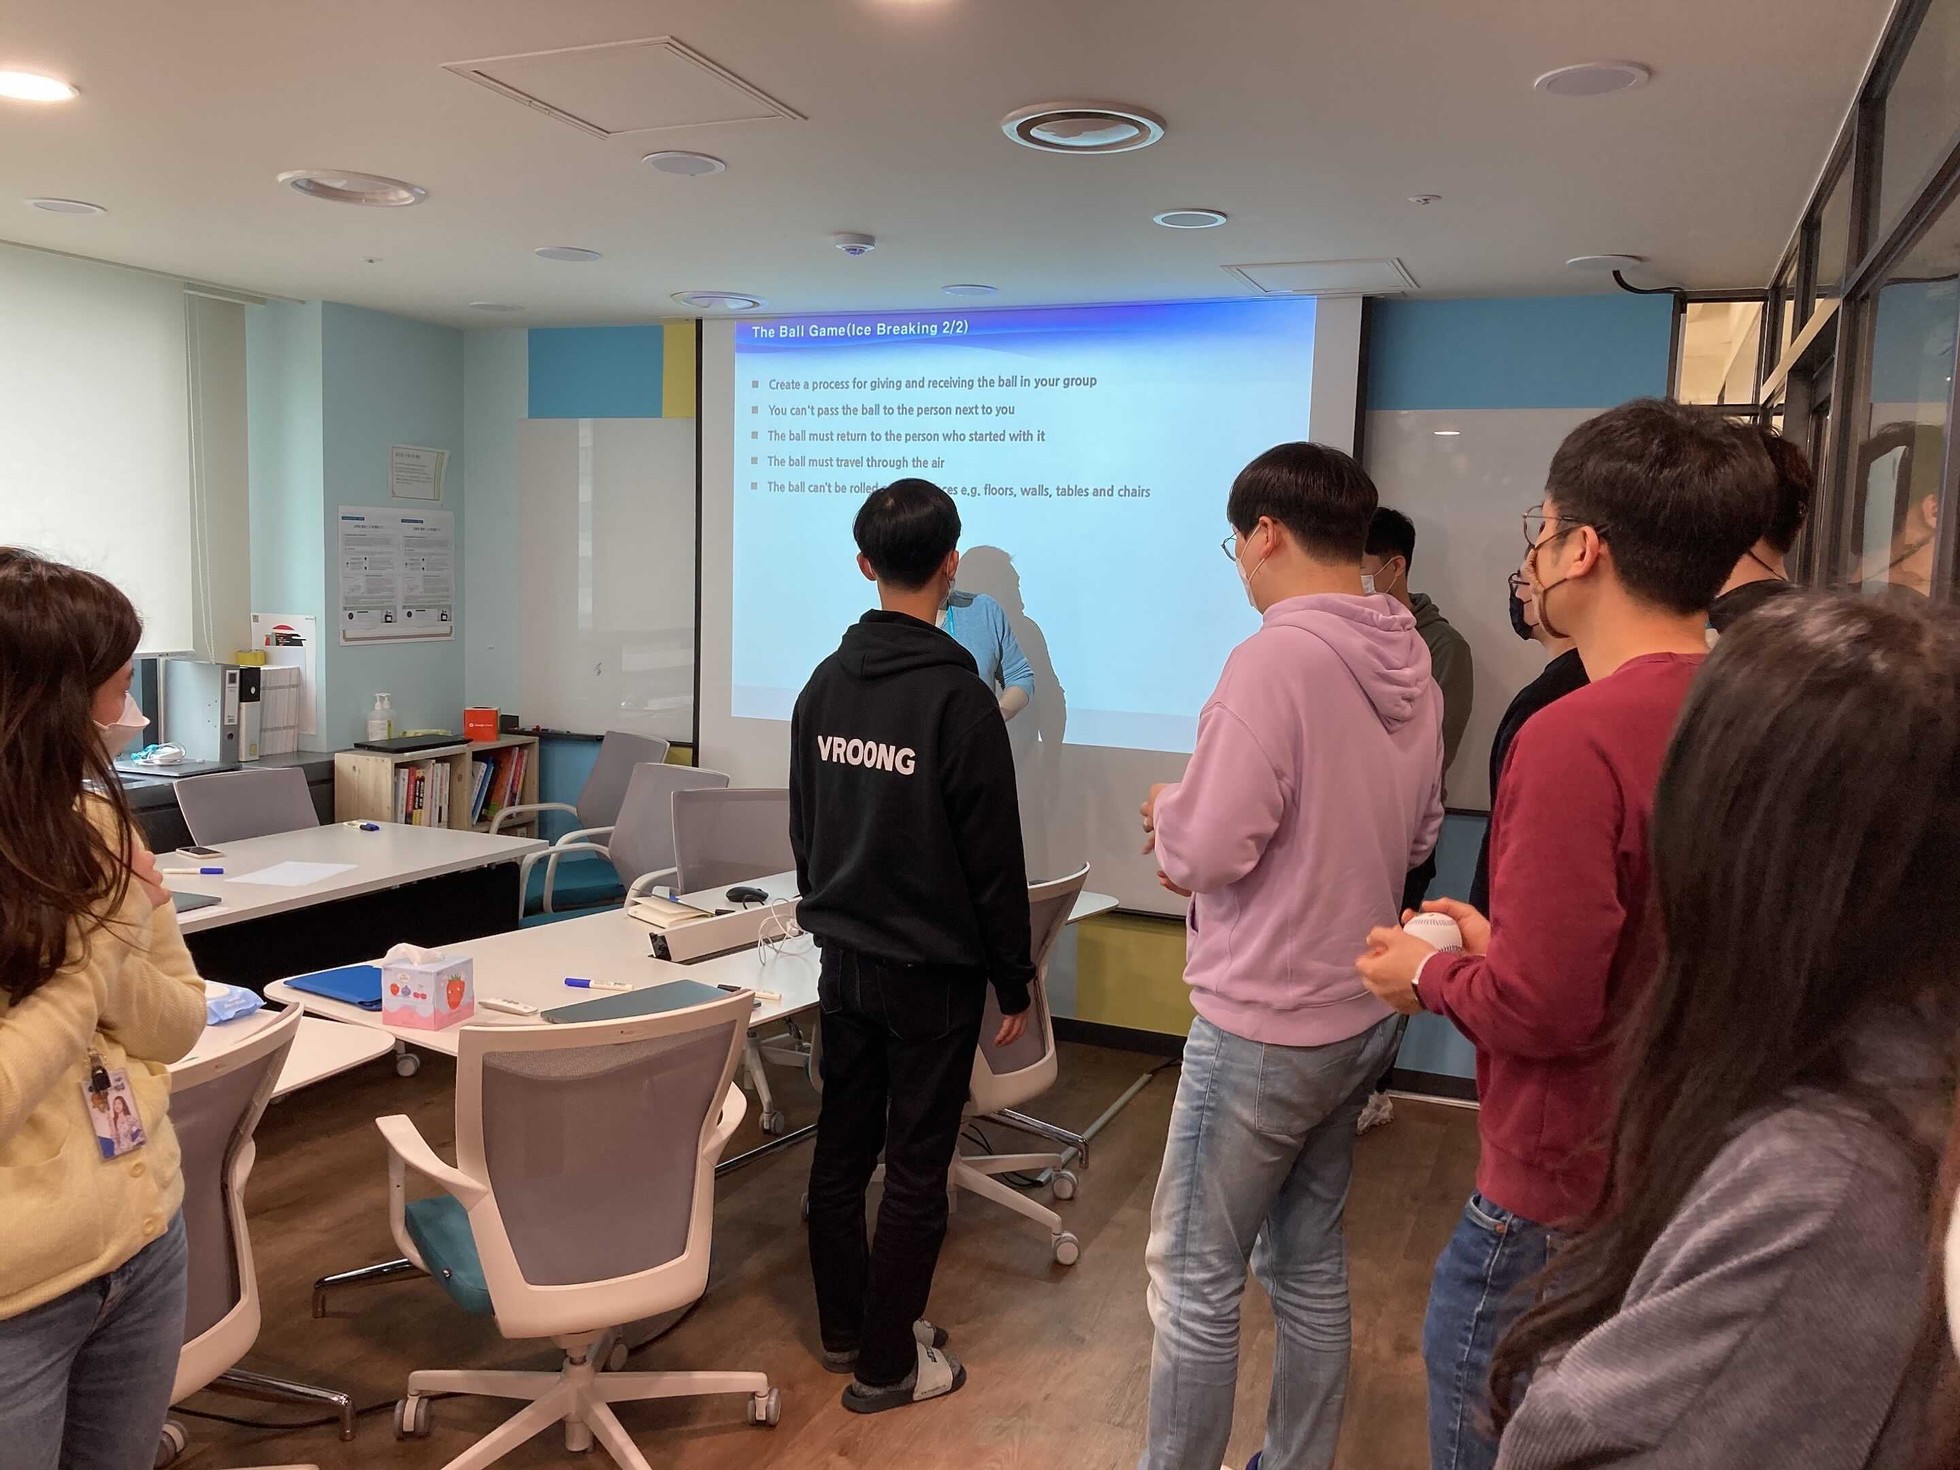 The Ball Game(Ice Breaking 2/2)
Create a process for giving and receiving the ball in your group
You can't pass the ball to the person next to you
The ball must return to the person who started with it
The ball must travel through the air
The ball can't be rolled e.g. floors, walls, tables and chairs
VROONG